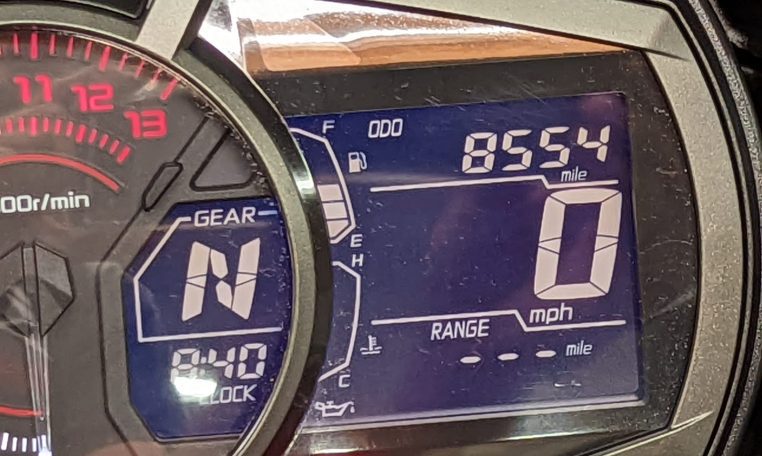 11
12
13
00r/min
GEAR
N
8:40
CLOCK
F
E
H
C
ODO
8554
mile
0
mph
RANGE
--- mile